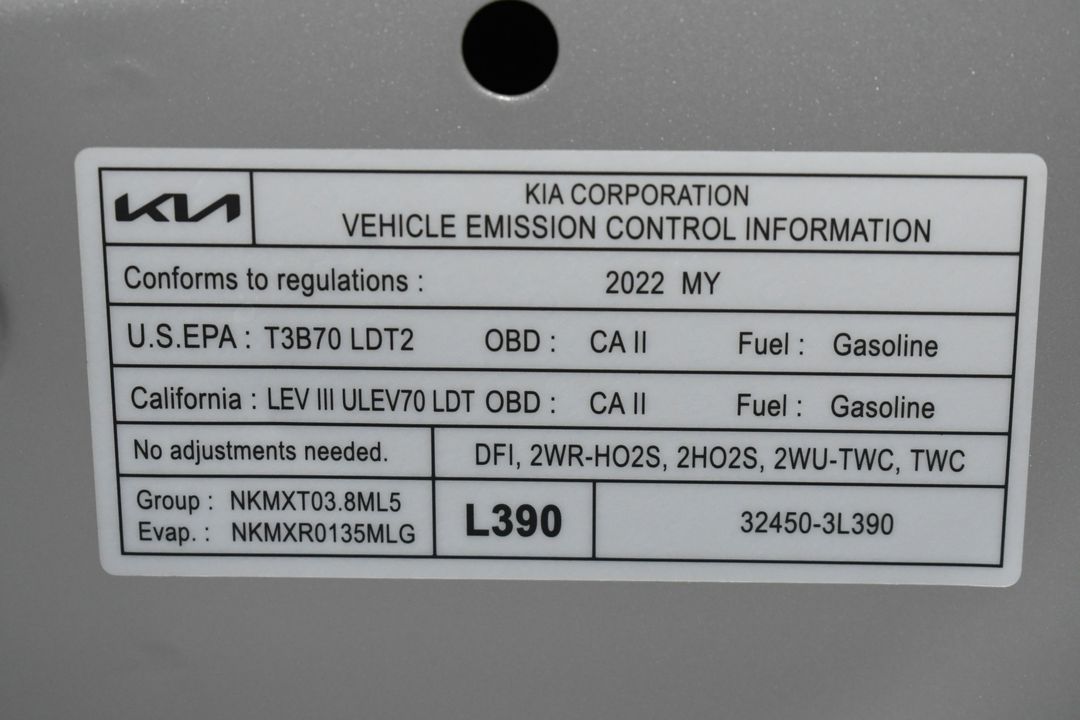 KIA
KIA CORPORATION
VEHICLE EMISSION CONTROL INFORMATION
Conforms to regulations : 2022 MY
U.S.EPA : T3B70 LDT2 OBD : CA II Fuel : Gasoline
California : LEV III ULEV70 LDT OBD : CA II Fuel : Gasoline
No adjustments needed. DFI, 2WR-HO2S, 2HO2S, 2WU-TWC, TWC
Group : NKMXT03.8ML5
Evap. : NKMXR0135MLG
L390
32450-3L390